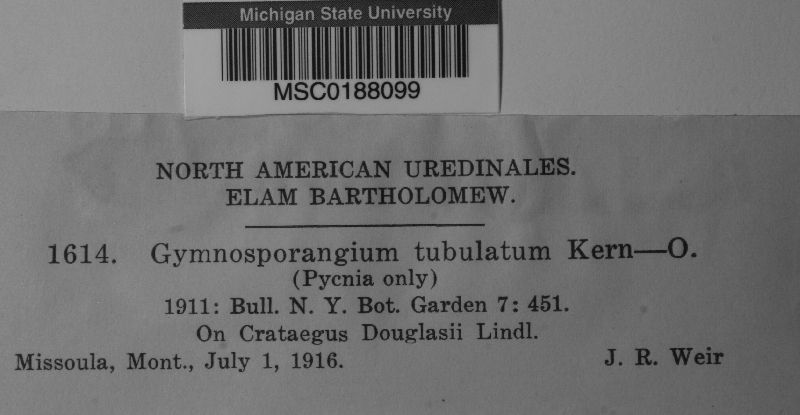 Michigan State University
MSC0188099
NORTH AMERICAN UREDINALES.
ELAM BARTHOLOMEW.
1614. Gymnosporangium tubulatum Kern—O.
(Pycnia only)
1911: Bull. N. Y. Bot. Garden 7: 451.
On Crataegus Douglasii Lindl.
Missoula, Mont., July 1, 1916. J. R. Weir